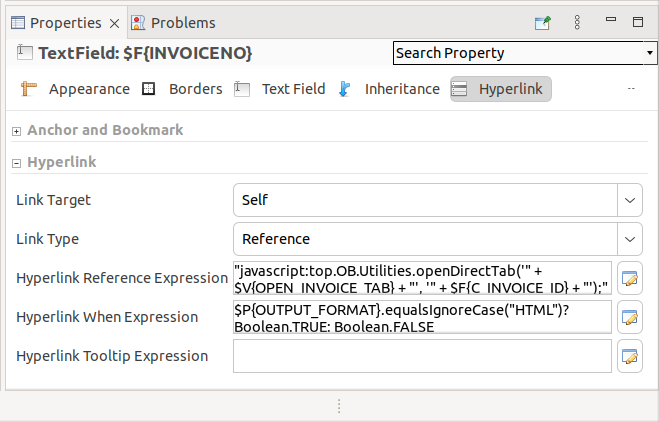 Properties
Problems
TextField: $F{INVOICENO}
Search Property
Appearance
Borders
Text Field
Inheritance
Hyperlink
Anchor and Bookmark
Hyperlink
Link Target
Self
Link Type
Reference
Hyperlink Reference Expression
"javascript:top.OB.Utilities.openDirectTab('" +
$V{OPEN_INVOICE_TAB} + "', '" + $F{C_INVOICE_ID} + "');"
Hyperlink When Expression
$P{OUTPUT_FORMAT}.equalsIgnoreCase("HTML")?
Boolean.TRUE: Boolean.FALSE
Hyperlink Tooltip Expression